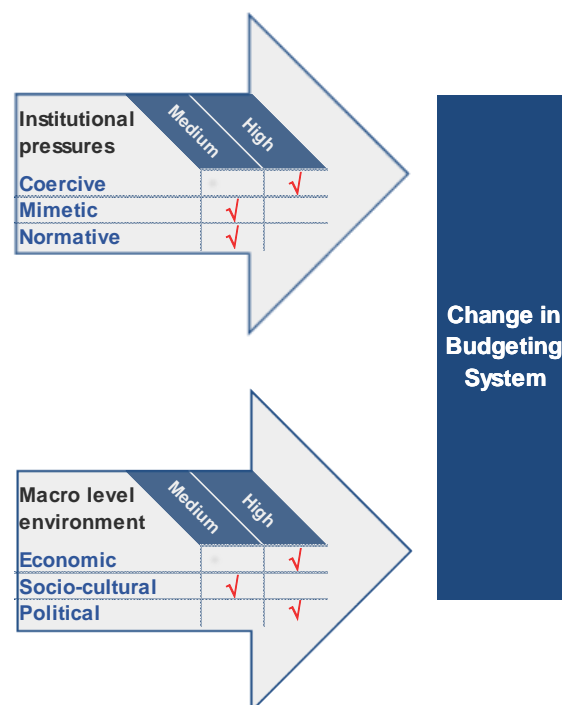 Institutional
pressures
Medium
High
Coercive √
Mimetic √
Normative √
Macro level
environment
Medium
High
Economic √
Socio-cultural √
Political √
Change in
Budgeting
System